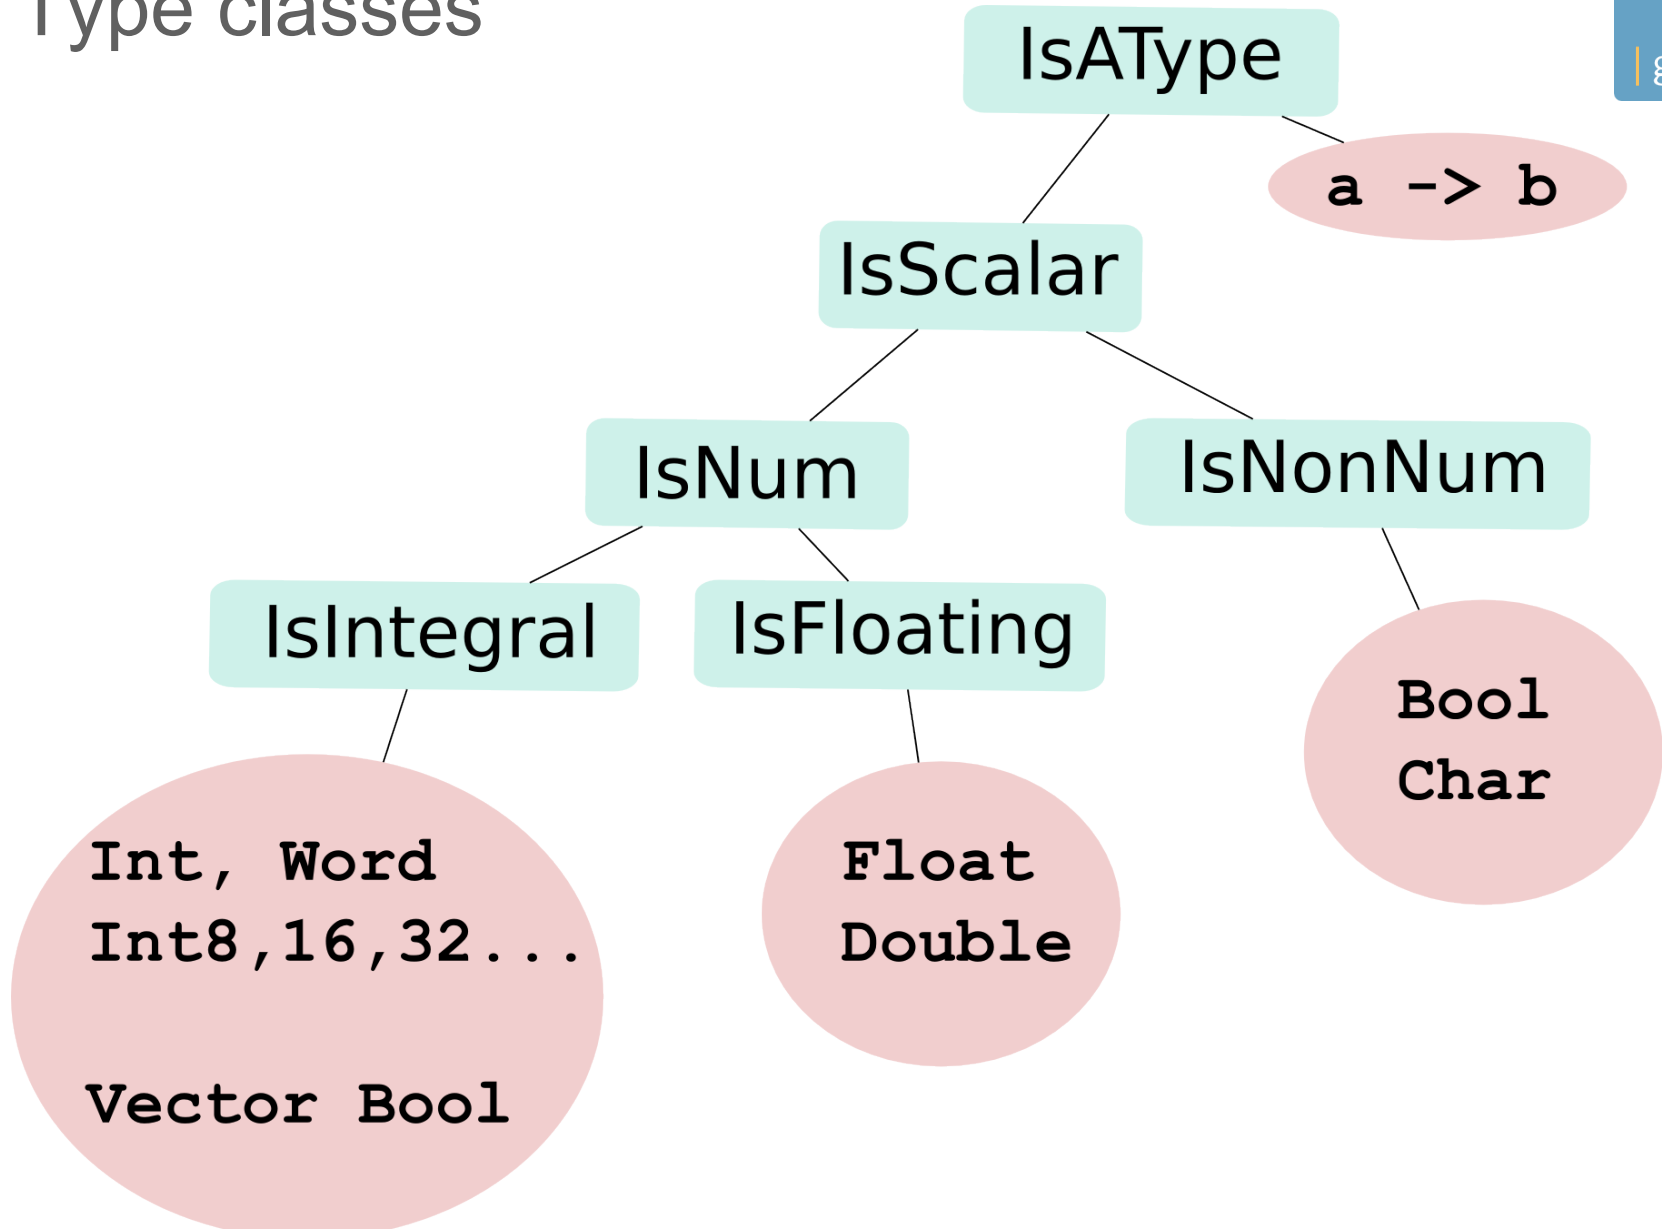 Type classes
IsAType
a -> b
IsScalar
IsNum
IsNonNum
IsIntegral
IsFloating
Bool
Char
Int, Word
Int8,16,32...
Vector Bool
Float
Double